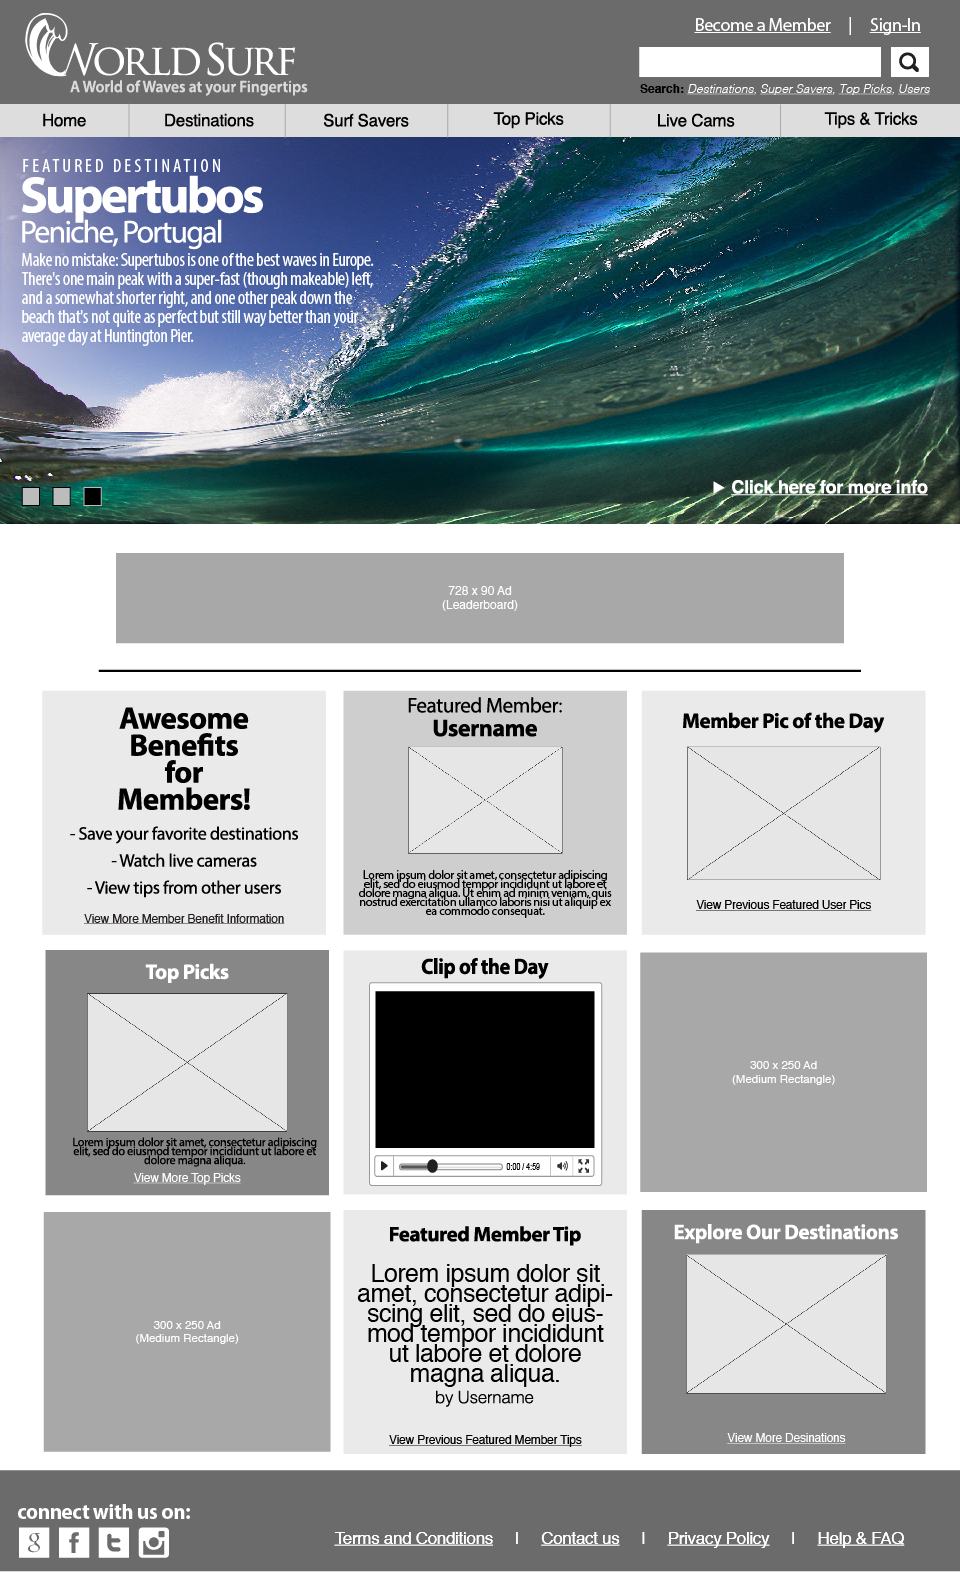 Become a Member | Sign-In
WORLD SURF
A World of Waves at your Fingertips
Search: Destinations, Super Savers, Top Picks, Users
Home
Destinations
Surf Savers
Top Picks
Live Cams
Tips & Tricks
FEATURED DESTINATION
Supertubos
Peniche, Portugal
Make no mistake: Supertubos is one of the best waves in Europe.
There's one main peak with a super-fast (though makeable) left,
and a somewhat shorter right, and one other peak down the
beach that's not quite as perfect but still way better than your
average day at Huntington Pier.
Click here for more info
728 x 90 Ad
(Leaderboard)
Awesome
Benefits
for
Members!
- Save your favorite destinations
- Watch live cameras
- View tips from other users
View More Member Benefit Information
Featured Member:
Username
Lorem ipsum dolor sit amet, consectetur adipiscing
elit, sed do eiusmod tempor incididunt ut labore et
dolore magna aliqua. Ut enim ad minim veniam, quis
nostrud exercitation ullamco laboris nisi ut aliquip ex
ea commodo consequat.
Member Pic of the Day
View Previous Featured User Pics
Top Picks
Lorem ipsum dolor sit amet, consectetur adipiscing
elit, sed do eiusmod tempor incididunt ut labore et
dolore magna aliqua.
View More Top Picks
Clip of the Day
0:00 / 4:59
300 x 250 Ad
(Medium Rectangle)
300 x 250 Ad
(Medium Rectangle)
Featured Member Tip
Lorem ipsum dolor sit
amet, consectetur adipi-
scing elit, sed do eius-
mod tempor incididunt
ut labore et dolore
magna aliqua.
by Username
View Previous Featured Member Tips
Explore Our Destinations
View More Desinations
connect with us on:
g f t
Terms and Conditions | Contact us | Privacy Policy | Help & FAQ